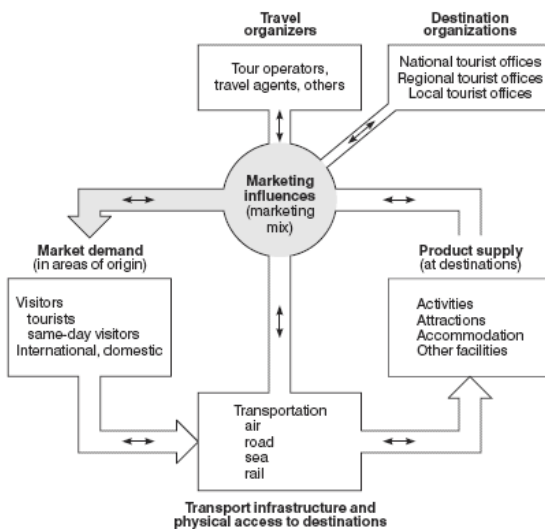 Travel
organizers
Tour operators,
travel agents, others
Destination
organizations
National tourist offices
Regional tourist offices
Local tourist offices
Marketing
influences
(marketing
mix)
Market demand
(in areas of origin)
Visitors
tourists
same-day visitors
International, domestic
Product supply
(at destinations)
Activities
Attractions
Accommodation
Other facilities
Transportation
air
road
sea
rail
Transport infrastructure and
physical access to destinations